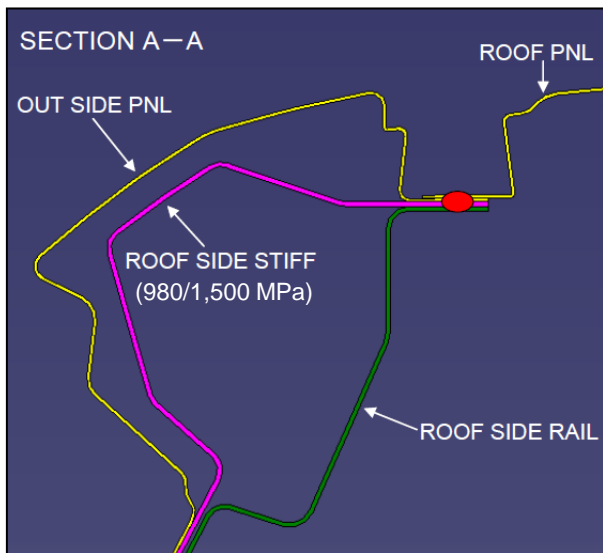 SECTION A－A
ROOF PNL
OUT SIDE PNL
ROOF SIDE STIFF
(980/1,500 MPa)
ROOF SIDE RAIL